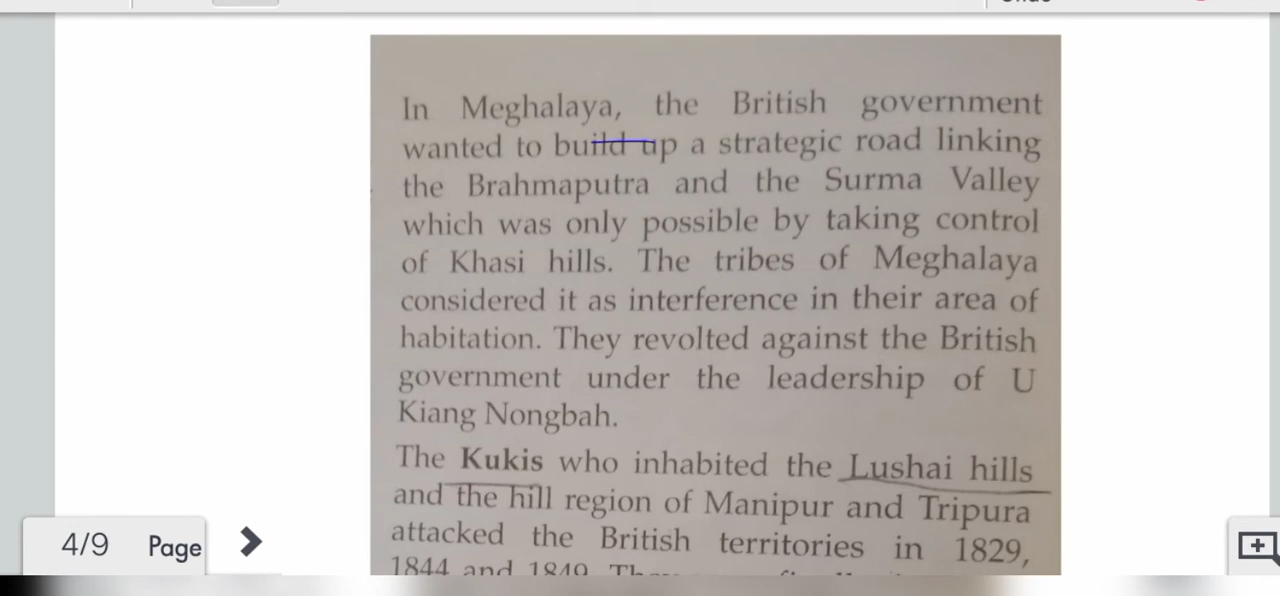 In Meghalaya, the British government
wanted to build up a strategic road linking
the Brahmaputra and the Surma Valley
which was only possible by taking control
of Khasi hills. The tribes of Meghalaya
considered it as interference in their area of
habitation. They revolted against the British
government under the leadership of U
Kiang Nongbah.
The Kukis who inhabited the Lushai hills
and the hill region of Manipur and Tripura
attacked the British territories in 1829,
1844 and 1849
4/9 Page